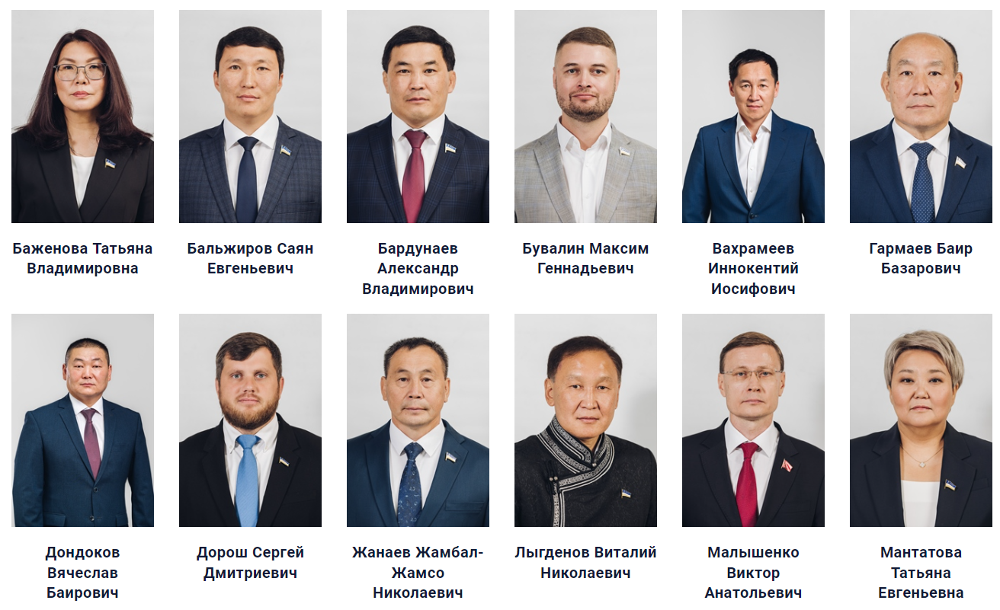 Баженова Татьяна
Владимировна
Бальжиров Саян
Евгеньевич
Бардунаев
Александр
Владимирович
Бувалин Максим
Геннадьевич
Вахрамеев
Иннокентий
Иосифович
Гармаев Баир
Базарович
Дондоков
Вячеслав
Баирович
Дорош Сергей
Дмитриевич
Жанаев Жамбал-
Жамсо
Николаевич
Лыгденов Виталий
Николаевич
Малышенко
Виктор
Анатольевич
Мантатова
Татьяна
Евгеньевна